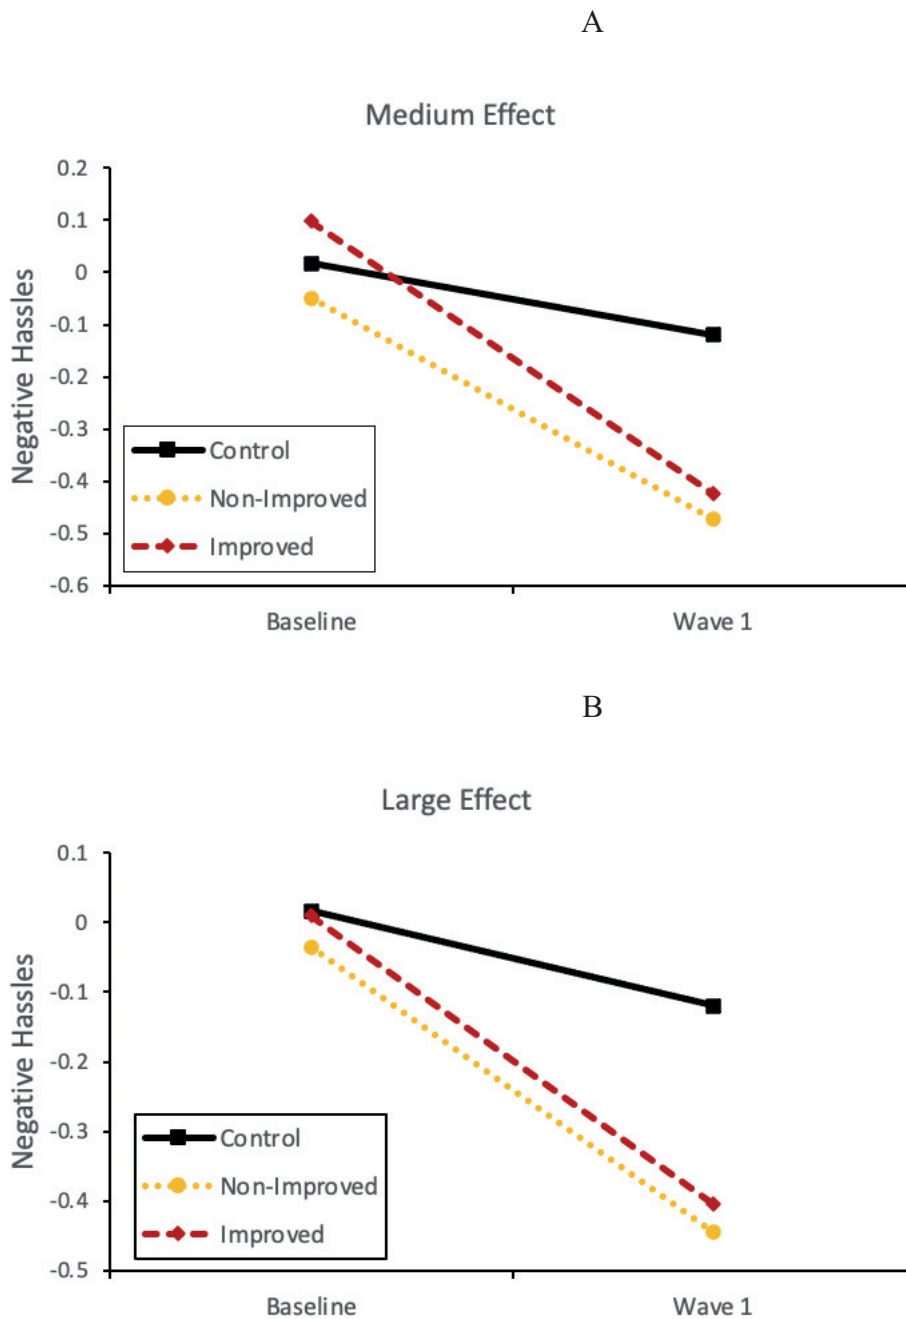 A
Medium Effect
0.2
0.1
0
-0.1
-0.2
-0.3
-0.4
-0.5
-0.6
Negative Hassles
Control
Non-Improved
Improved
Baseline Wave 1
B
Large Effect
0.1
0
-0.1
-0.2
-0.3
-0.4
-0.5
Negative Hassles
Control
Non-Improved
Improved
Baseline Wave 1